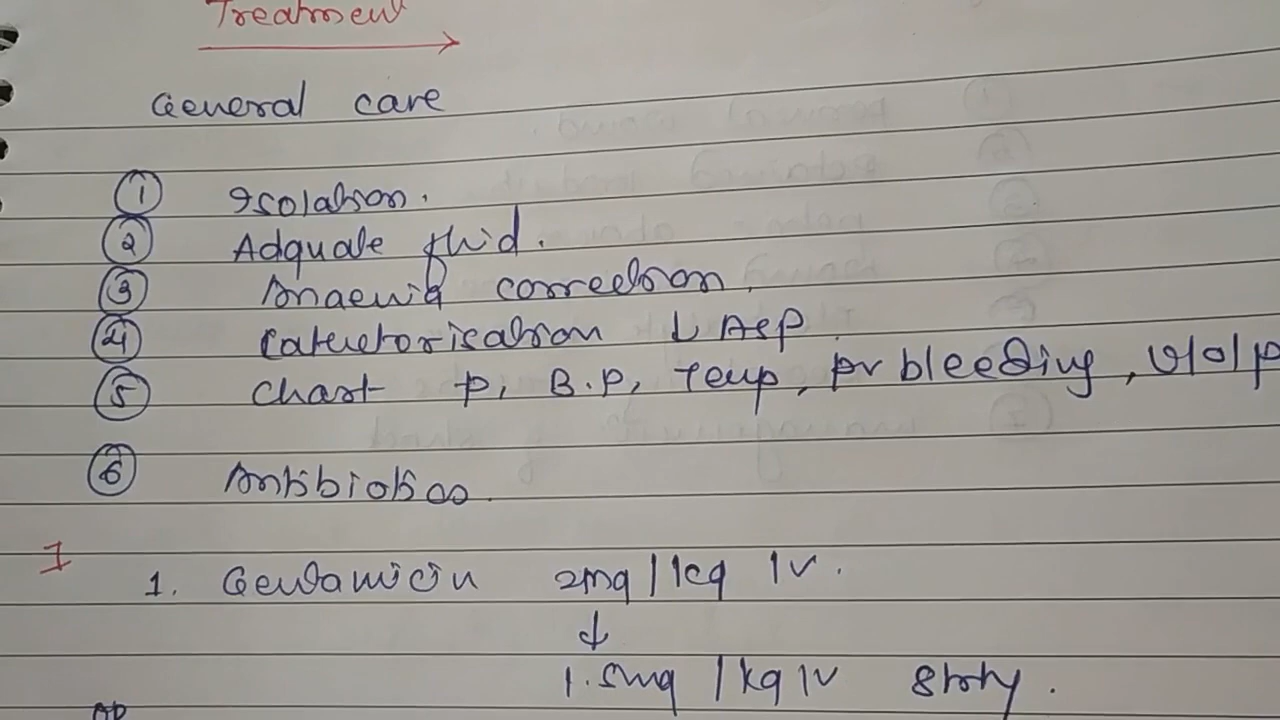 Treatment
General care
① Isolation.
② Adquate fluid.
③ Anaemia correction.
④ Cathetorisation ↓ ASP
⑤ Chart P, B.P, Temp, PV bleeding, I/O/P
⑥ Antibiotics.
I
1. Gentamicin 2mg/kg IV.
↓
1.5mg/kg IV 8hrly.